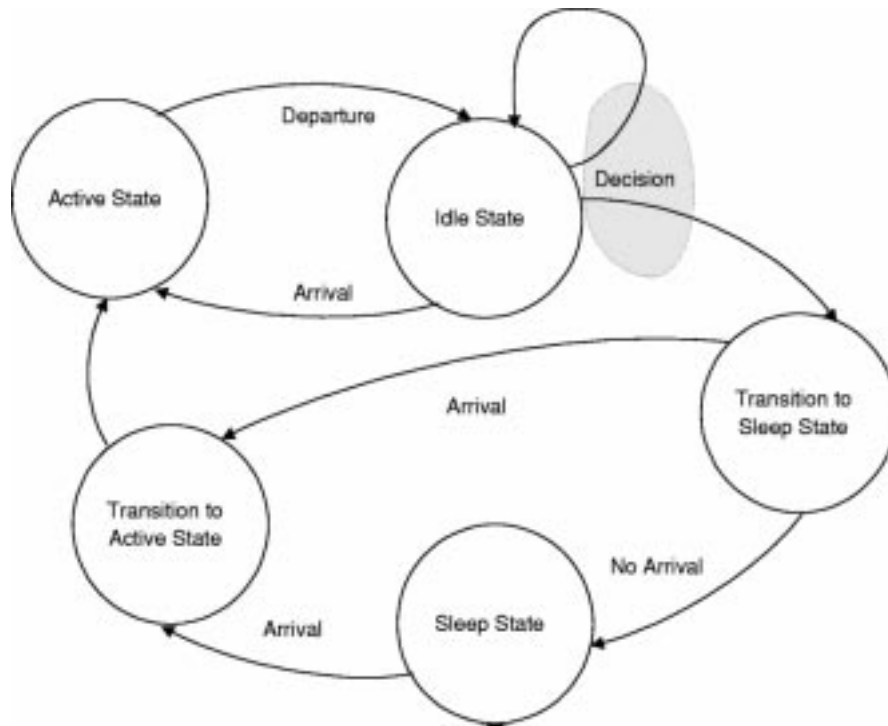 Departure
Decision
Active State
Idle State
Arrival
Arrival
Transition to
Sleep State
Transition to
Active State
No Arrival
Arrival
Sleep State